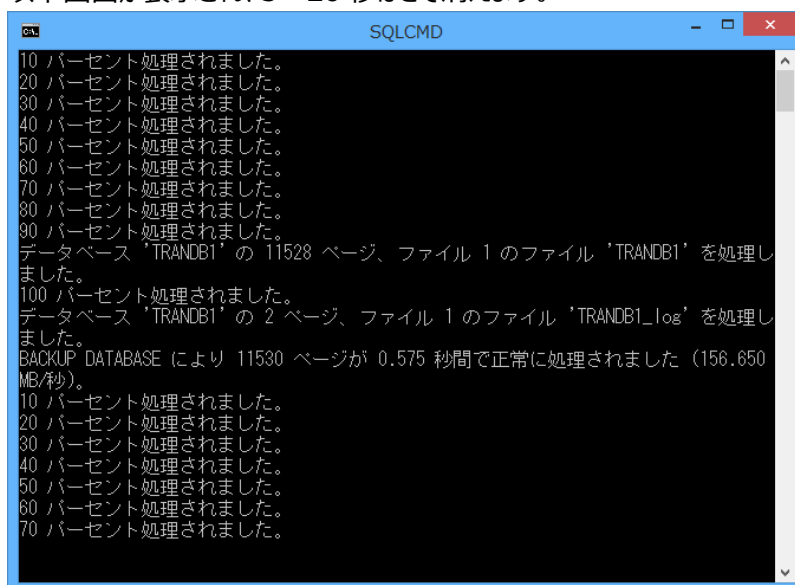 SQLCMD
10 パーセント処理されました。
20 パーセント処理されました。
30 パーセント処理されました。
40 パーセント処理されました。
50 パーセント処理されました。
60 パーセント処理されました。
70 パーセント処理されました。
80 パーセント処理されました。
90 パーセント処理されました。
データベース 'TRANDB1' の 11528 ページ、ファイル 1 のファイル 'TRANDB1' を処理し
ました。
100 パーセント処理されました。
データベース 'TRANDB1' の 2 ページ、ファイル 1 のファイル 'TRANDB1_log' を処理し
ました。
BACKUP DATABASE により 11530 ページが 0.575 秒間で正常に処理されました (156.650
MB/秒)。
10 パーセント処理されました。
20 パーセント処理されました。
30 パーセント処理されました。
40 パーセント処理されました。
50 パーセント処理されました。
60 パーセント処理されました。
70 パーセント処理されました。